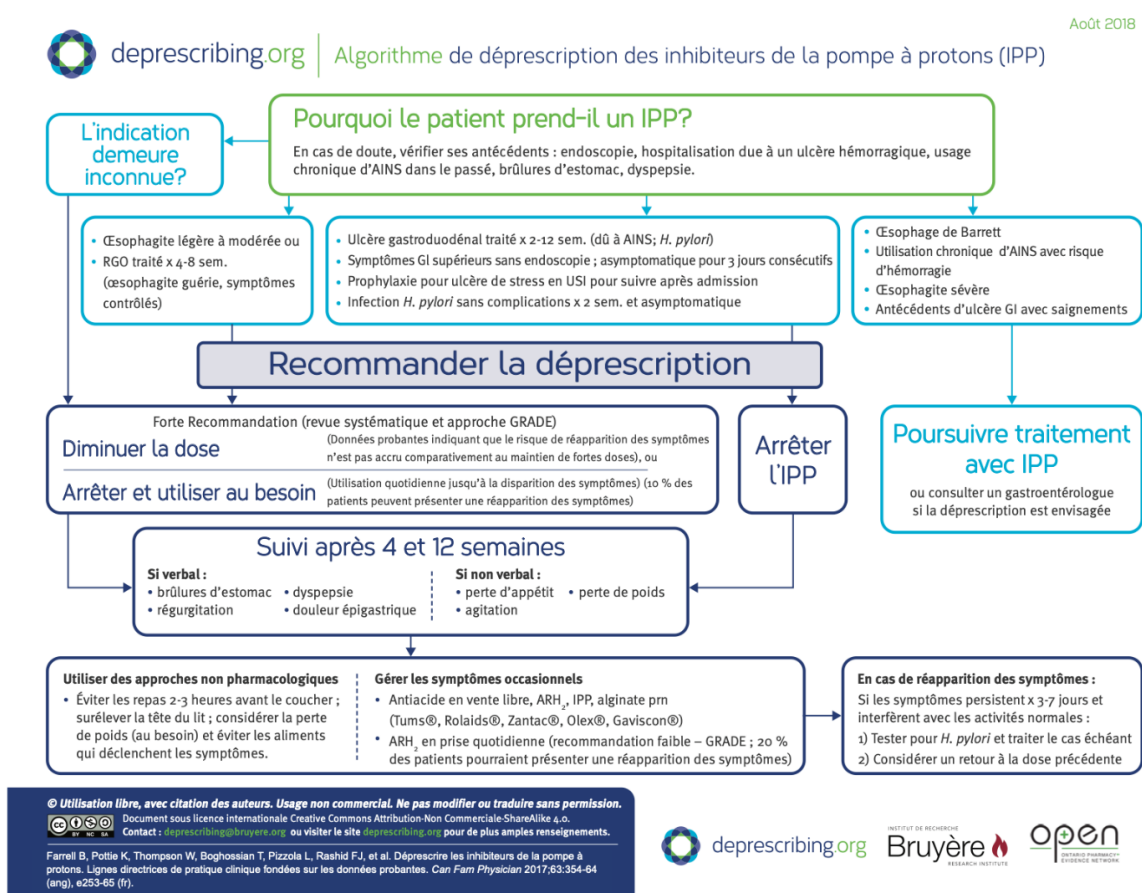 Août 2018
deprescribing.org | Algorithme de déprescription des inhibiteurs de la pompe à protons (IPP)
Pourquoi le patient prend-il un IPP?
En cas de doute, vérifier ses antécédents : endoscopie, hospitalisation due à un ulcère hémorragique, usage
chronique d'AINS dans le passé, brûlures d'estomac, dyspepsie.
L'indication
demeure
inconnue?
• Œsophagite légère à modérée ou
• RGO traité x 4-8 sem.
(œsophagite guérie, symptômes
contrôlés)
• Ulcère gastroduodénal traité x 2-12 sem. (dû à AINS; H. pylori)
• Symptômes GI supérieurs sans endoscopie ; asymptomatique pour 3 jours consécutifs
• Prophylaxie pour ulcère de stress en USI pour suivre après admission
• Infection H. pylori sans complications x 2 sem. et asymptomatique
• Œsophage de Barrett
• Utilisation chronique d'AINS avec risque
d'hémorragie
• Œsophagite sévère
• Antécédents d'ulcère GI avec saignements
Recommander la déprescription
Forte Recommandation (revue systématique et approche GRADE)
Diminuer la dose
(Données probantes indiquant que le risque de réapparition des symptômes
n'est pas accru comparativement au maintien de fortes doses), ou
Arrêter et utiliser au besoin
(Utilisation quotidienne jusqu'à la disparition des symptômes) (10 % des
patients peuvent présenter une réapparition des symptômes)
Arrêter
l'IPP
Poursuivre traitement
avec IPP
ou consulter un gastroentérologue
si la déprescription est envisagée
Suivi après 4 et 12 semaines
Si verbal :
• brûlures d'estomac • dyspepsie
• régurgitation • douleur épigastrique
Si non verbal :
• perte d'appétit • perte de poids
• agitation
Utiliser des approches non pharmacologiques
• Éviter les repas 2-3 heures avant le coucher ;
surélever la tête du lit ; considérer la perte
de poids (au besoin) et éviter les aliments
qui déclenchent les symptômes.
Gérer les symptômes occasionnels
• Antiacide en vente libre, ARH₂, IPP, alginate prn
(Tums®, Rolaids®, Zantac®, Olex®, Gaviscon®)
• ARH₂ en prise quotidienne (recommandation faible – GRADE ; 20 %
des patients pourraient présenter une réapparition des symptômes)
En cas de réapparition des symptômes :
Si les symptômes persistent x 3-7 jours et
interfèrent avec les activités normales :
1) Tester pour H. pylori et traiter le cas échéant
2) Considérer un retour à la dose précédente
© Utilisation libre, avec citation des auteurs. Usage non commercial. Ne pas modifier ou traduire sans permission.
cc BY NC SA
Document sous licence internationale Creative Commons Attribution-Non Commerciale-ShareAlike 4.0.
Contact : deprescribing@bruyere.org ou visiter le site deprescribing.org pour de plus amples renseignements.
Farrell B, Pottie K, Thompson W, Boghossian T, Pizzola L, Rashid FJ, et al. Déprescrire les inhibiteurs de la pompe à
protons. Lignes directrices de pratique clinique fondées sur les données probantes. Can Fam Physician 2017;63:354-64
(ang), e253-65 (fr).
deprescribing.org
INSTITUT DE RECHERCHE
Bruyère
RESEARCH INSTITUTE
open
ONTARIO PHARMACY
EVIDENCE NETWORK